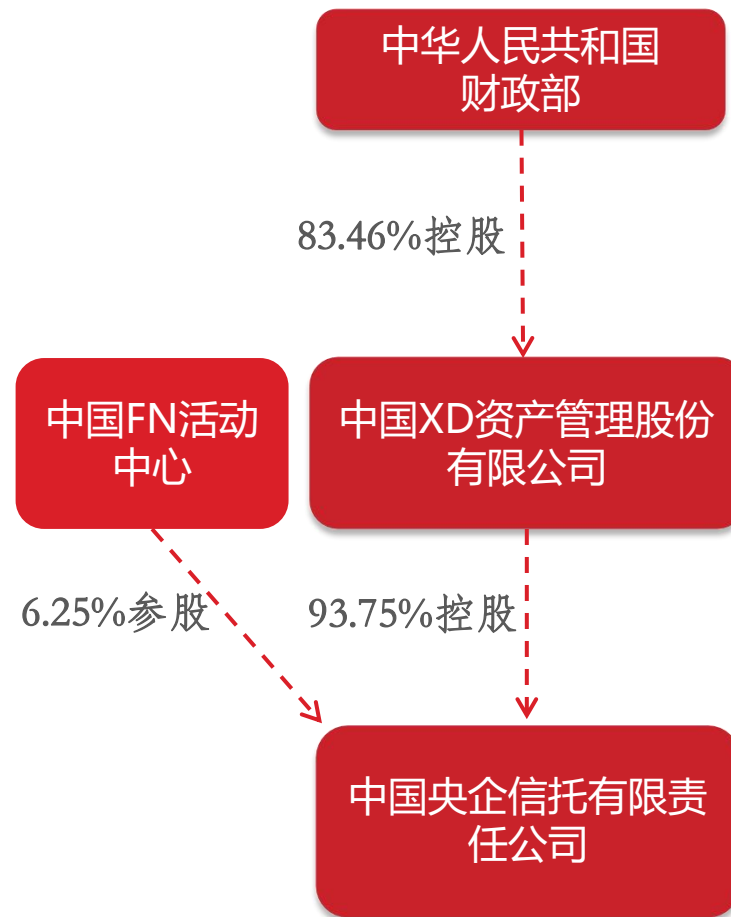 中华人民共和国
财政部
83.46%控股
中国FN活动
中心
中国XD资产管理股份
有限公司
6.25%参股
93.75%控股
中国央企信托有限责
任公司